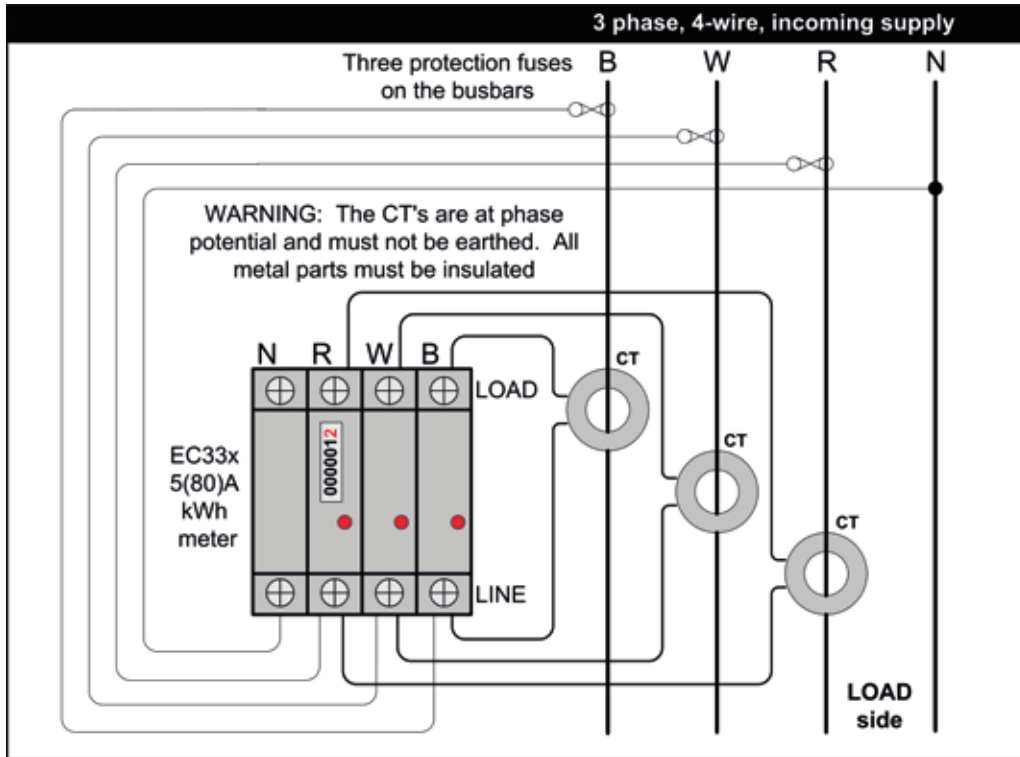 3 phase, 4-wire, incoming supply
Three protection fuses
on the busbars
B W R N
WARNING: The CT's are at phase
potential and must not be earthed. All
metal parts must be insulated
N R W B
CT
LOAD
CT
EC33x
5(80)A
kWh
meter
0000012
CT
LINE
LOAD
side